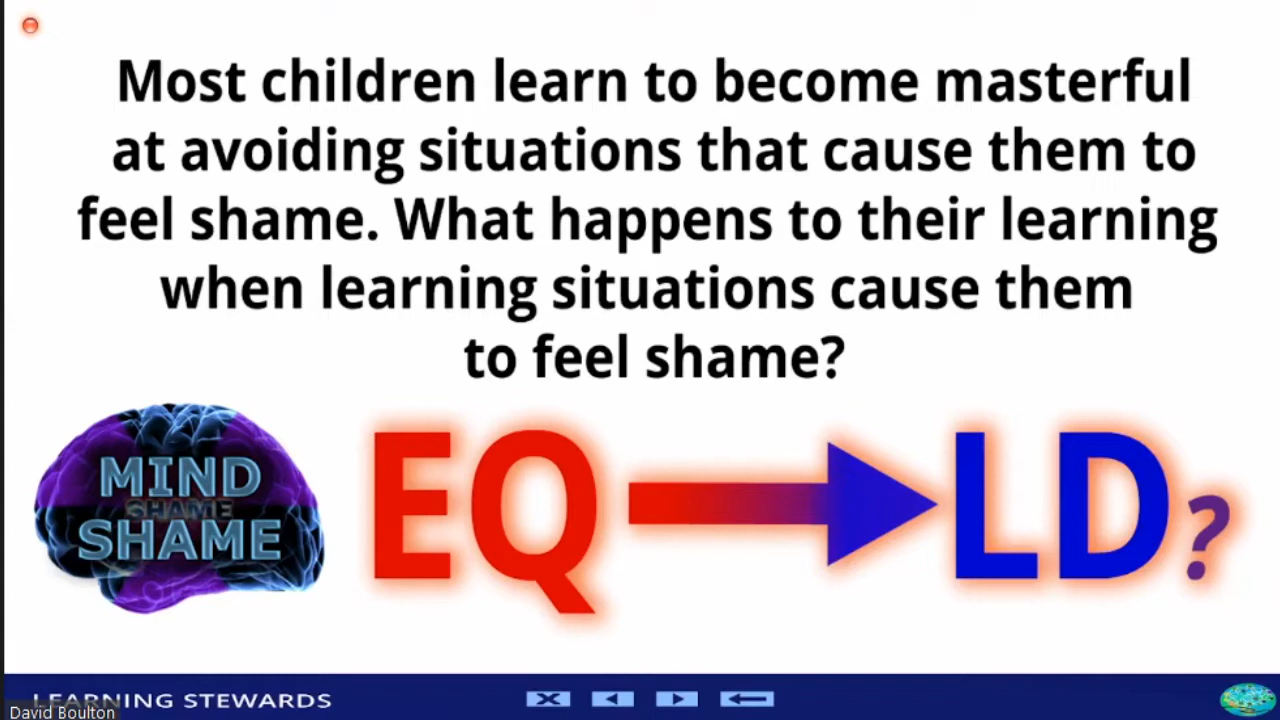 Most children learn to become masterful
at avoiding situations that cause them to
feel shame. What happens to their learning
when learning situations cause them
to feel shame?
MIND
SHAME
SHAME
EQ LD ?
LEARNING STEWARDS
David Boulton